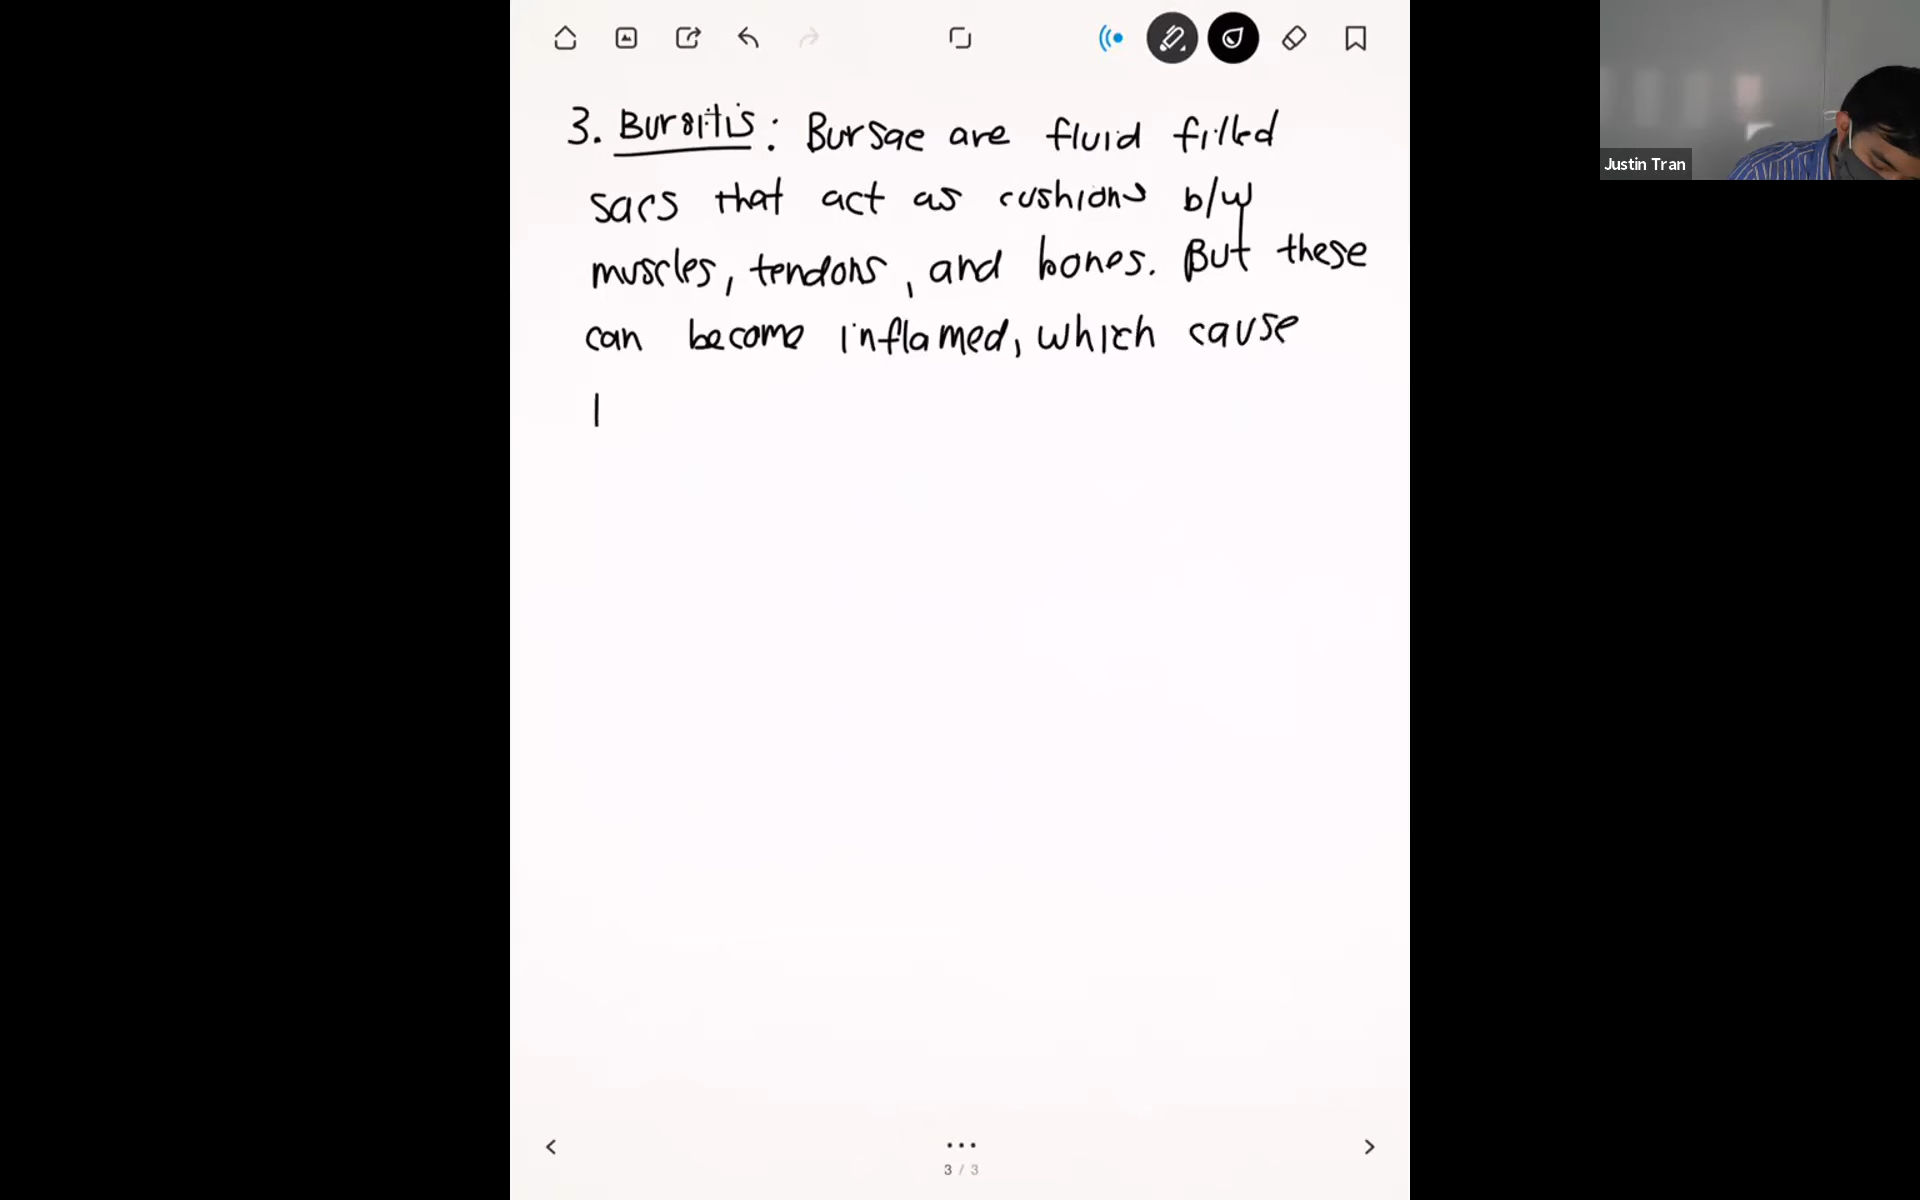 3. Bursitis: Bursae are fluid filled
sacs that act as cushions b/w
muscles, tendons, and bones. But these
can become inflamed, which cause
Justin Tran
3 / 3